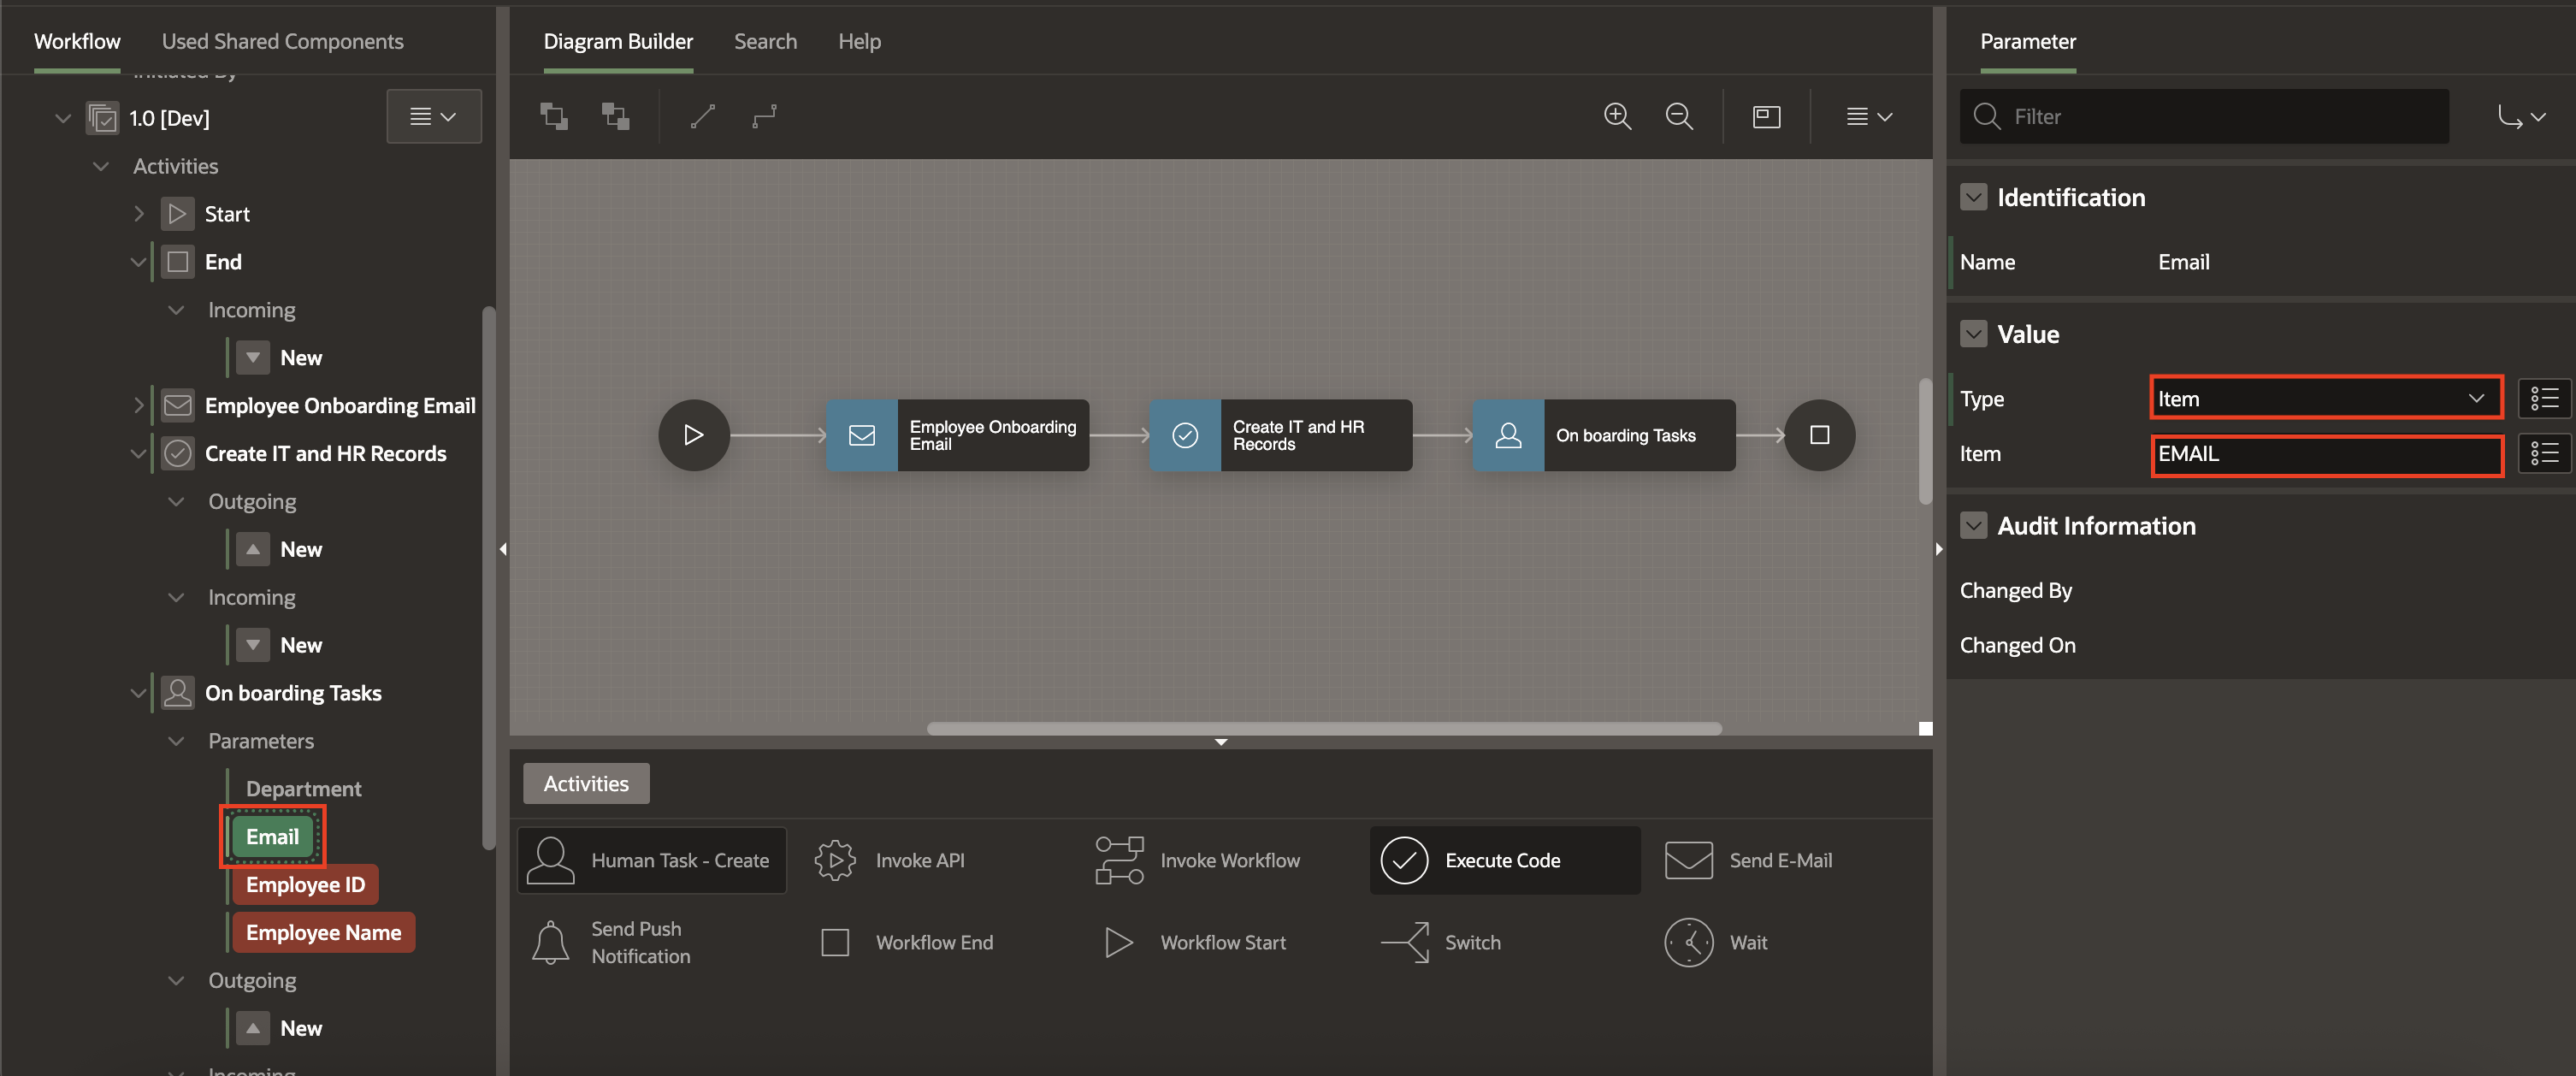 Workflow
Used Shared Components
Initiated By
1.0 [Dev]
Activities
Start
End
Incoming
New
Employee Onboarding Email
Create IT and HR Records
Outgoing
New
Incoming
New
On boarding Tasks
Parameters
Department
Email
Employee ID
Employee Name
Outgoing
New
Incoming
Diagram Builder
Search
Help
Employee Onboarding
Email
Create IT and HR
Records
On boarding Tasks
Activities
Human Task - Create
Invoke API
Invoke Workflow
Execute Code
Send E-Mail
Send Push
Notification
Workflow End
Workflow Start
Switch
Wait
Parameter
Filter
Identification
Name
Email
Value
Type
Item
Item
EMAIL
Audit Information
Changed By
Changed On